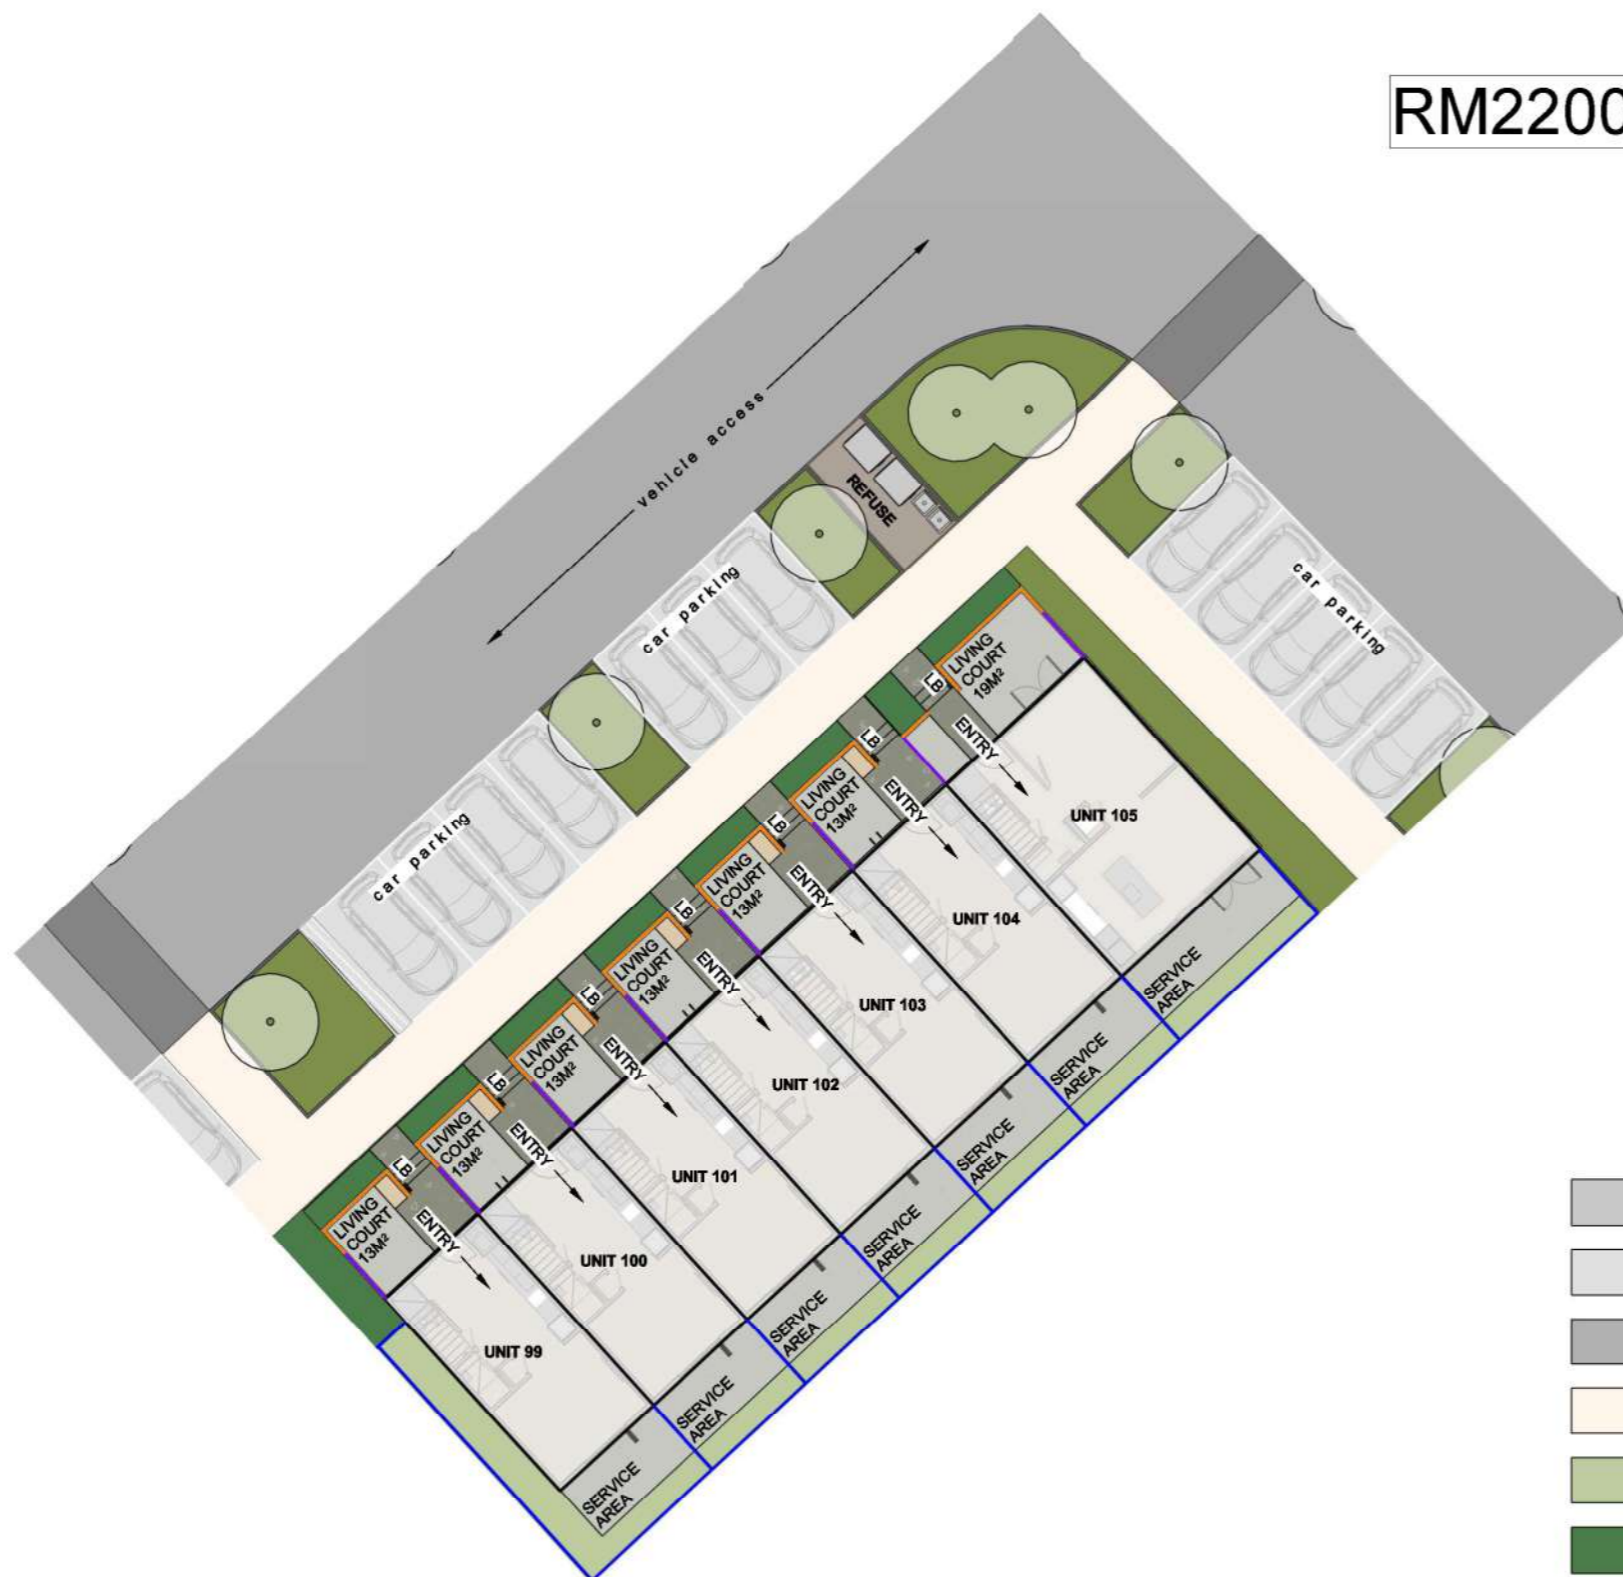 RM2200
vehicle access
REFUSE
car parking
car parking
car parking
LIVING
COURT
19M²
LB
ENTRY
UNIT 105
LB
LIVING
COURT
13M²
ENTRY
UNIT 104
LB
LIVING
COURT
13M²
ENTRY
UNIT 103
LB
LIVING
COURT
13M²
ENTRY
UNIT 102
LB
LIVING
COURT
13M²
ENTRY
UNIT 101
LB
LIVING
COURT
13M²
ENTRY
UNIT 100
LB
LIVING
COURT
13M²
ENTRY
UNIT 99
SERVICE
AREA
SERVICE
AREA
SERVICE
AREA
SERVICE
AREA
SERVICE
AREA
SERVICE
AREA
SERVICE
AREA